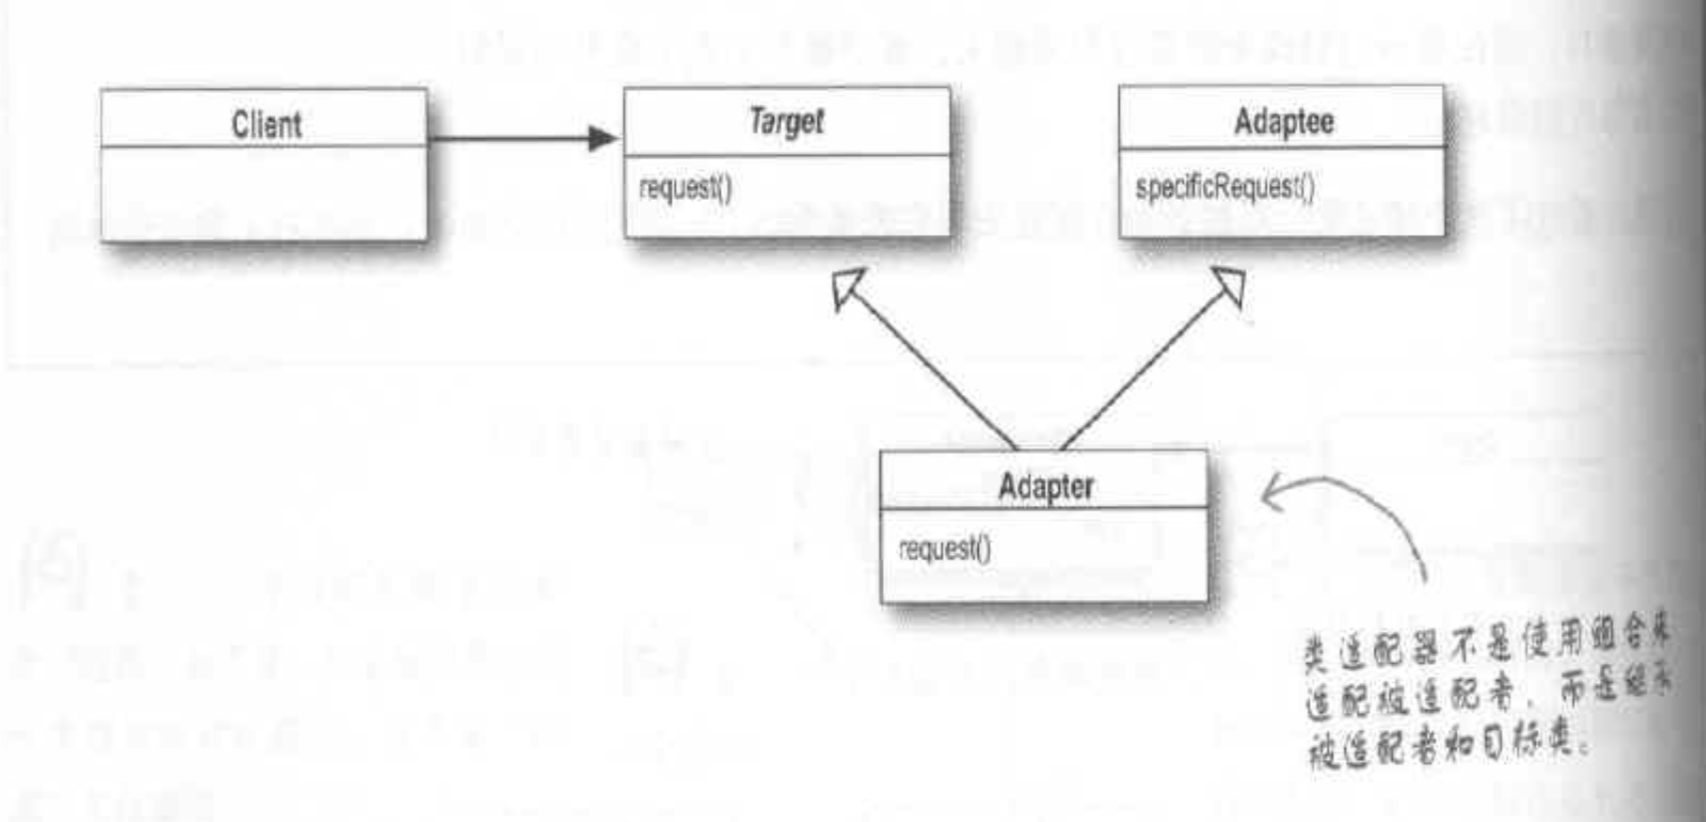 Client
Target
request()
Adaptee
specificRequest()
Adapter
request()
类适配器不是使用组合来
适配被适配者，而是继承
被适配者和目标类。